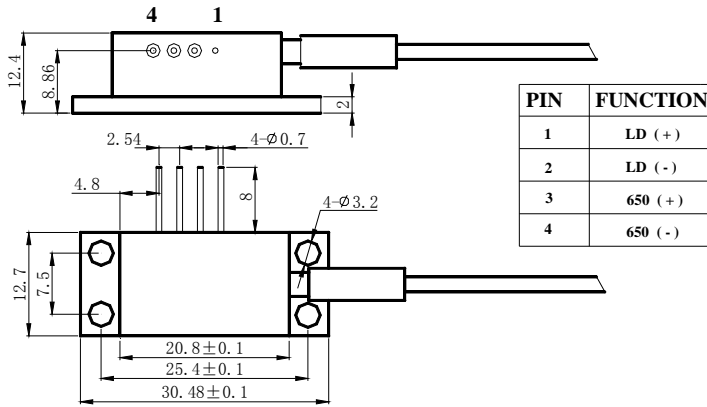 4 1
12.4
8.86
2
PIN FUNCTION
1 LD (+)
2 LD (-)
3 650 (+)
4 650 (-)
2.54 4-Ø0.7
4.8
8
4-Ø3.2
12.7
7.5
20.8±0.1
25.4±0.1
30.48±0.1